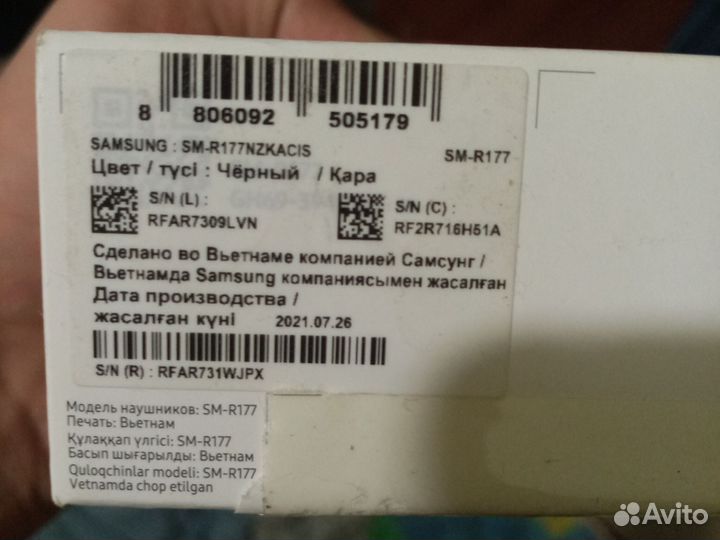 8 806092 505179
SAMSUNG : SM-R177NZKACIS SM-R177
Цвет / түсі : Чёрный / Қара
S/N (L) :
RFAR7309LVN
S/N (C) :
RF2R716H51A
Сделано во Вьетнаме компанией Самсунг /
Вьетнамда Samsung компаниясымен жасалған
Дата производства /
жасалған күні 2021.07.26
S/N (R) : RFAR731WJPX
Модель наушников: SM-R177
Печать: Вьетнам
Құлаққап үлгісі: SM-R177
Басып шығарылды: Вьетнам
Quloqchinlar modeli: SM-R177
Vetnamda chop etilgan
Avito